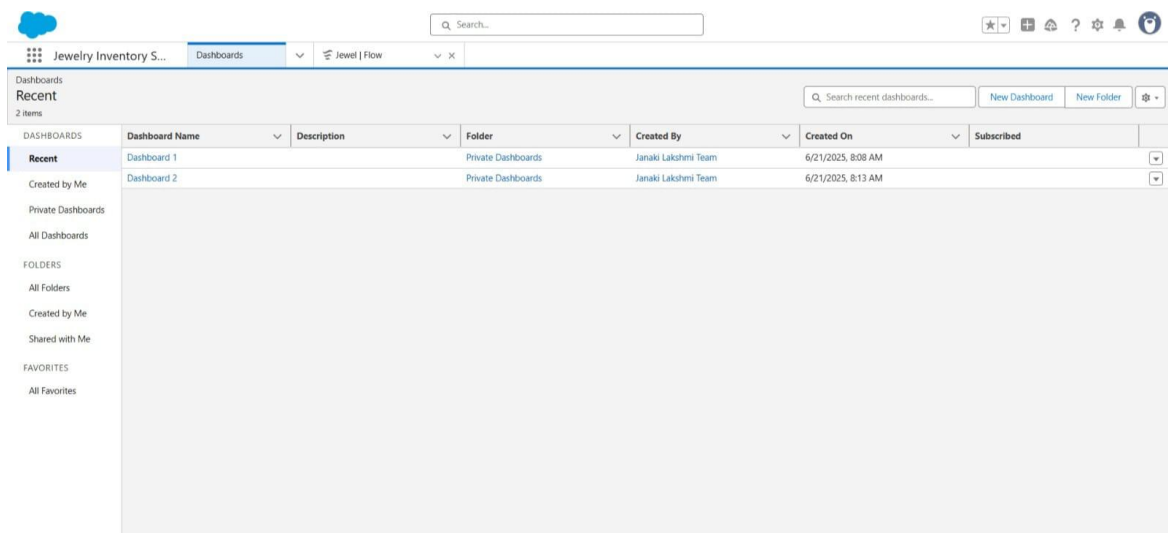 Search...
Jewelry Inventory S...
Dashboards
Jewel | Flow
Dashboards
Recent
2 items
Search recent dashboards...
New Dashboard
New Folder
DASHBOARDS
Dashboard Name
Description
Folder
Created By
Created On
Subscribed
Recent
Dashboard 1
Private Dashboards
Janaki Lakshmi Team
6/21/2025, 8:08 AM
Dashboard 2
Private Dashboards
Janaki Lakshmi Team
6/21/2025, 8:13 AM
Created by Me
Private Dashboards
All Dashboards
FOLDERS
All Folders
Created by Me
Shared with Me
FAVORITES
All Favorites